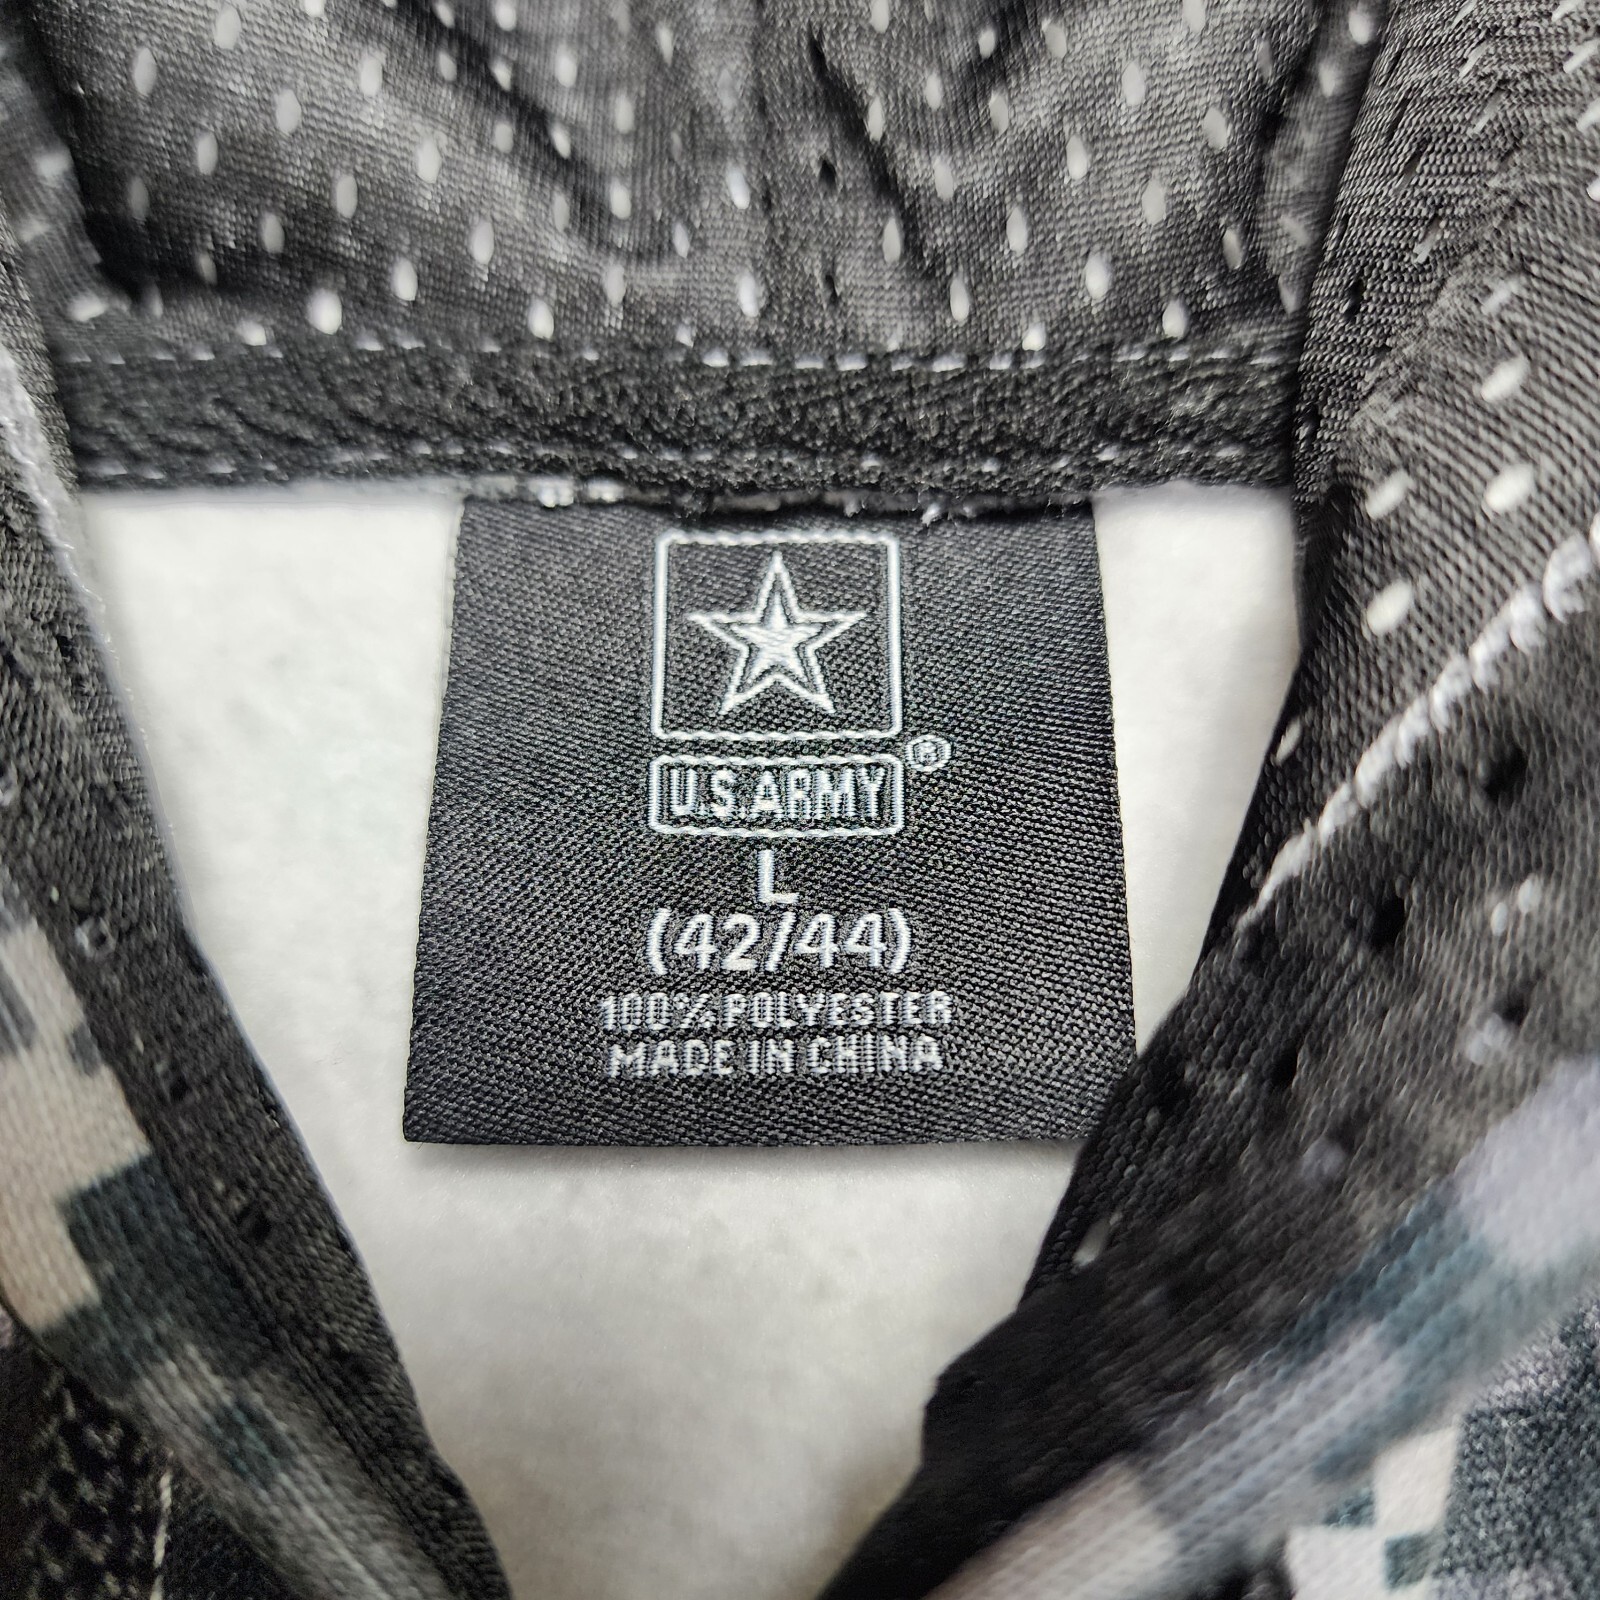 U.S.ARMY®
L
(42/44)
100% POLYESTER
MADE IN CHINA